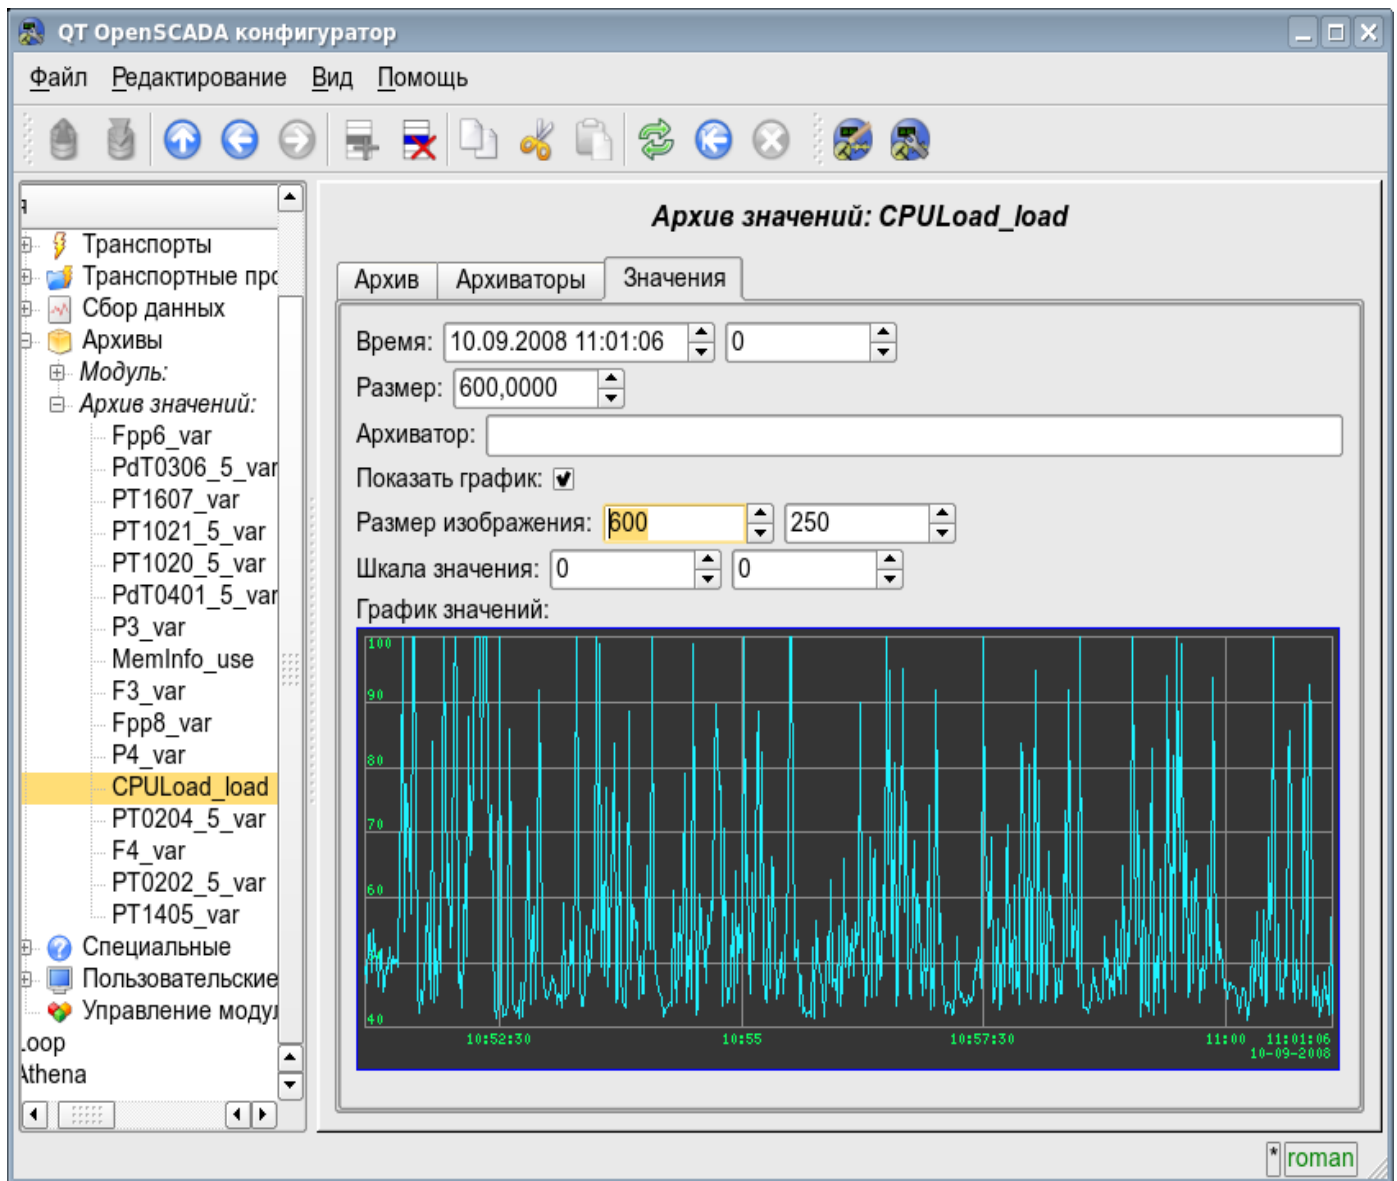 QT OpenSCADA конфигуратор
Файл Редактирование Вид Помощь
я
Транспорты
Транспортные про
Сбор данных
Архивы
Модуль:
Архив значений:
Fpp6_var
PdT0306_5_var
PT1607_var
PT1021_5_var
PT1020_5_var
PdT0401_5_var
P3_var
MemInfo_use
F3_var
Fpp8_var
P4_var
CPULoad_load
PT0204_5_var
F4_var
PT0202_5_var
PT1405_var
Специальные
Пользовательские
Управление модул
Loop
Athena
Архив значений: CPULoad_load
Архив Архиваторы Значения
Время: 10.09.2008 11:01:06 0
Размер: 600,0000
Архиватор:
Показать график:
Размер изображения: 600 250
Шкала значения: 0 0
График значений:
100
90
80
70
60
40
10:52:30 10:55 10:57:30 11:00 11:01:06
10-09-2008
* roman